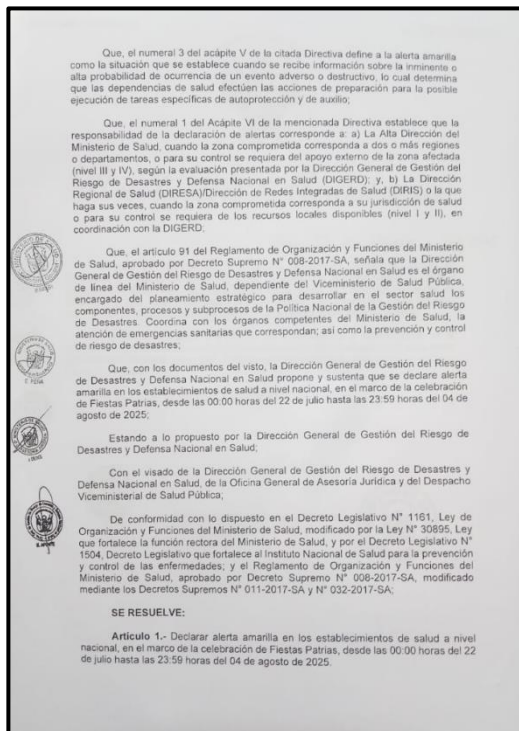 Que, el numeral 3 del acápite V de la citada Directiva define a la alerta amarilla
como la situación que se establece cuando se recibe información sobre la inminente o
alta probabilidad de ocurrencia de un evento adverso o destructivo, lo cual determina
que las dependencias de salud efectúen las acciones de preparación para la posible
ejecución de tareas específicas de autoprotección y de auxilio;
Que, el numeral 1 del Acápite VI de la mencionada Directiva establece que la
responsabilidad de la declaración de alertas corresponde a: a) La Alta Dirección del
Ministerio de Salud, cuando la zona comprometida corresponda a dos o más regiones
o departamentos, o para su control se requiera del apoyo externo de la zona afectada
(nivel III y IV), según la evaluación presentada por la Dirección General de Gestión del
Riesgo de Desastres y Defensa Nacional en Salud (DIGERD); y, b) La Dirección
Regional de Salud (DIRESA)/Dirección de Redes Integradas de Salud (DIRIS) o la que
haga sus veces, cuando la zona comprometida corresponda a su jurisdicción de salud
o para su control se requiera de los recursos locales disponibles (nivel I y II), en
coordinación con la DIGERD;
Que, el artículo 91 del Reglamento de Organización y Funciones del Ministerio
de Salud, aprobado por Decreto Supremo N° 008-2017-SA, señala que la Dirección
General de Gestión del Riesgo de Desastres y Defensa Nacional en Salud es el órgano
de línea del Ministerio de Salud, dependiente del Viceministerio de Salud Pública,
encargado del planeamiento estratégico para desarrollar en el sector salud los
componentes, procesos y subprocesos de la Política Nacional de la Gestión del Riesgo
de Desastres. Coordina con los órganos competentes del Ministerio de Salud, la
atención de emergencias sanitarias que correspondan; así como la prevención y control
de riesgo de desastres;
Que, con los documentos del visto, la Dirección General de Gestión del Riesgo
de Desastres y Defensa Nacional en Salud propone y sustenta que se declare alerta
amarilla en los establecimientos de salud a nivel nacional, en el marco de la celebración
de Fiestas Patrias, desde las 00:00 horas del 22 de julio hasta las 23:59 horas del 04 de
agosto de 2025;
Estando a lo propuesto por la Dirección General de Gestión del Riesgo de
Desastres y Defensa Nacional en Salud;
Con el visado de la Dirección General de Gestión del Riesgo de Desastres y
Defensa Nacional en Salud, de la Oficina General de Asesoría Jurídica y del Despacho
Viceministerial de Salud Pública;
De conformidad con lo dispuesto en el Decreto Legislativo N° 1161, Ley de
Organización y Funciones del Ministerio de Salud, modificado por la Ley N° 30895, Ley
que fortalece la función rectora del Ministerio de Salud, y por el Decreto Legislativo N°
1504, Decreto Legislativo que fortalece al Instituto Nacional de Salud para la prevención
y control de las enfermedades; y el Reglamento de Organización y Funciones del
Ministerio de Salud, aprobado por Decreto Supremo N° 008-2017-SA, modificado
mediante los Decretos Supremos N° 011-2017-SA y N° 032-2017-SA;
SE RESUELVE:
Artículo 1.- Declarar alerta amarilla en los establecimientos de salud a nivel
nacional, en el marco de la celebración de Fiestas Patrias, desde las 00:00 horas del 22
de julio hasta las 23:59 horas del 04 de agosto de 2025.